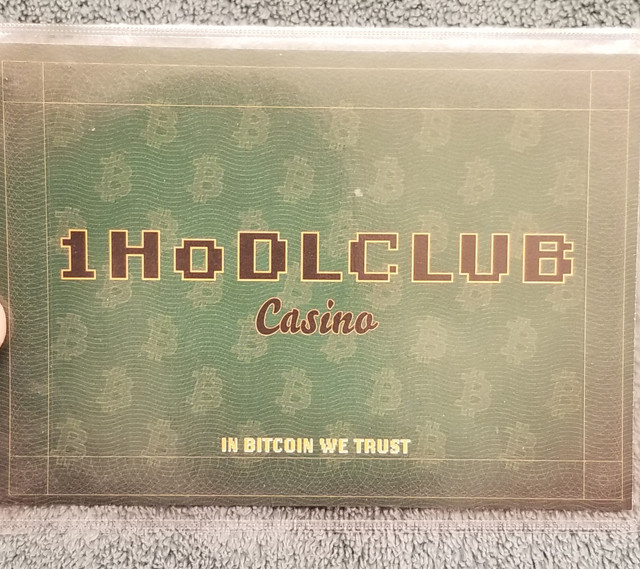 1HoDLCLUB
Casino
IN BITCOIN WE TRUST